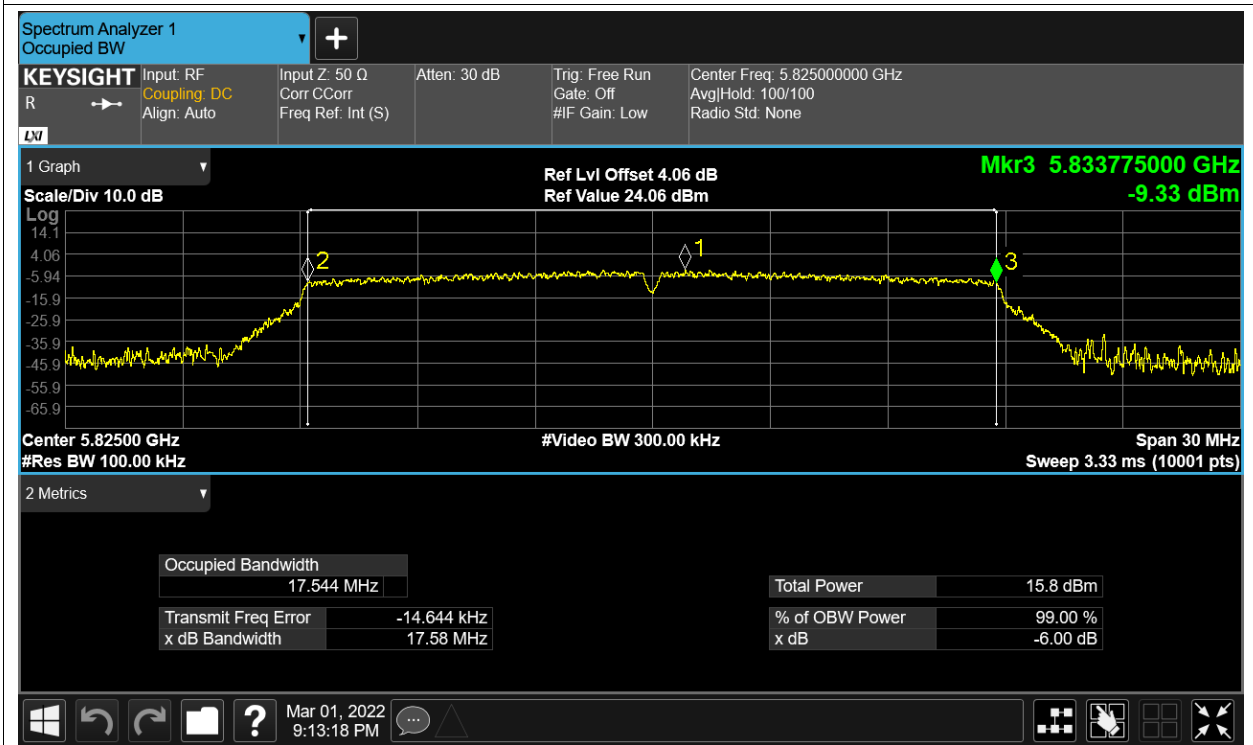 Spectrum Analyzer 1
Occupied BW
KEYSIGHT
R
LXI
Input: RF
Coupling: DC
Align: Auto
Input Z: 50 Ω
Corr CCorr
Freq Ref: Int (S)
Atten: 30 dB
Trig: Free Run
Gate: Off
#IF Gain: Low
Center Freq: 5.825000000 GHz
Avg|Hold: 100/100
Radio Std: None
1 Graph
Scale/Div 10.0 dB
Ref Lvl Offset 4.06 dB
Ref Value 24.06 dBm
Mkr3 5.833775000 GHz
-9.33 dBm
Log
14.1
4.06
-5.94
-15.9
-25.9
-35.9
-45.9
-55.9
-65.9
2
1
3
Center 5.82500 GHz
#Res BW 100.00 kHz
#Video BW 300.00 kHz
Span 30 MHz
Sweep 3.33 ms (10001 pts)
2 Metrics
Occupied Bandwidth
17.544 MHz
Transmit Freq Error -14.644 kHz
x dB Bandwidth 17.58 MHz
Total Power 15.8 dBm
% of OBW Power 99.00 %
x dB -6.00 dB
?
Mar 01, 2022
9:13:18 PM